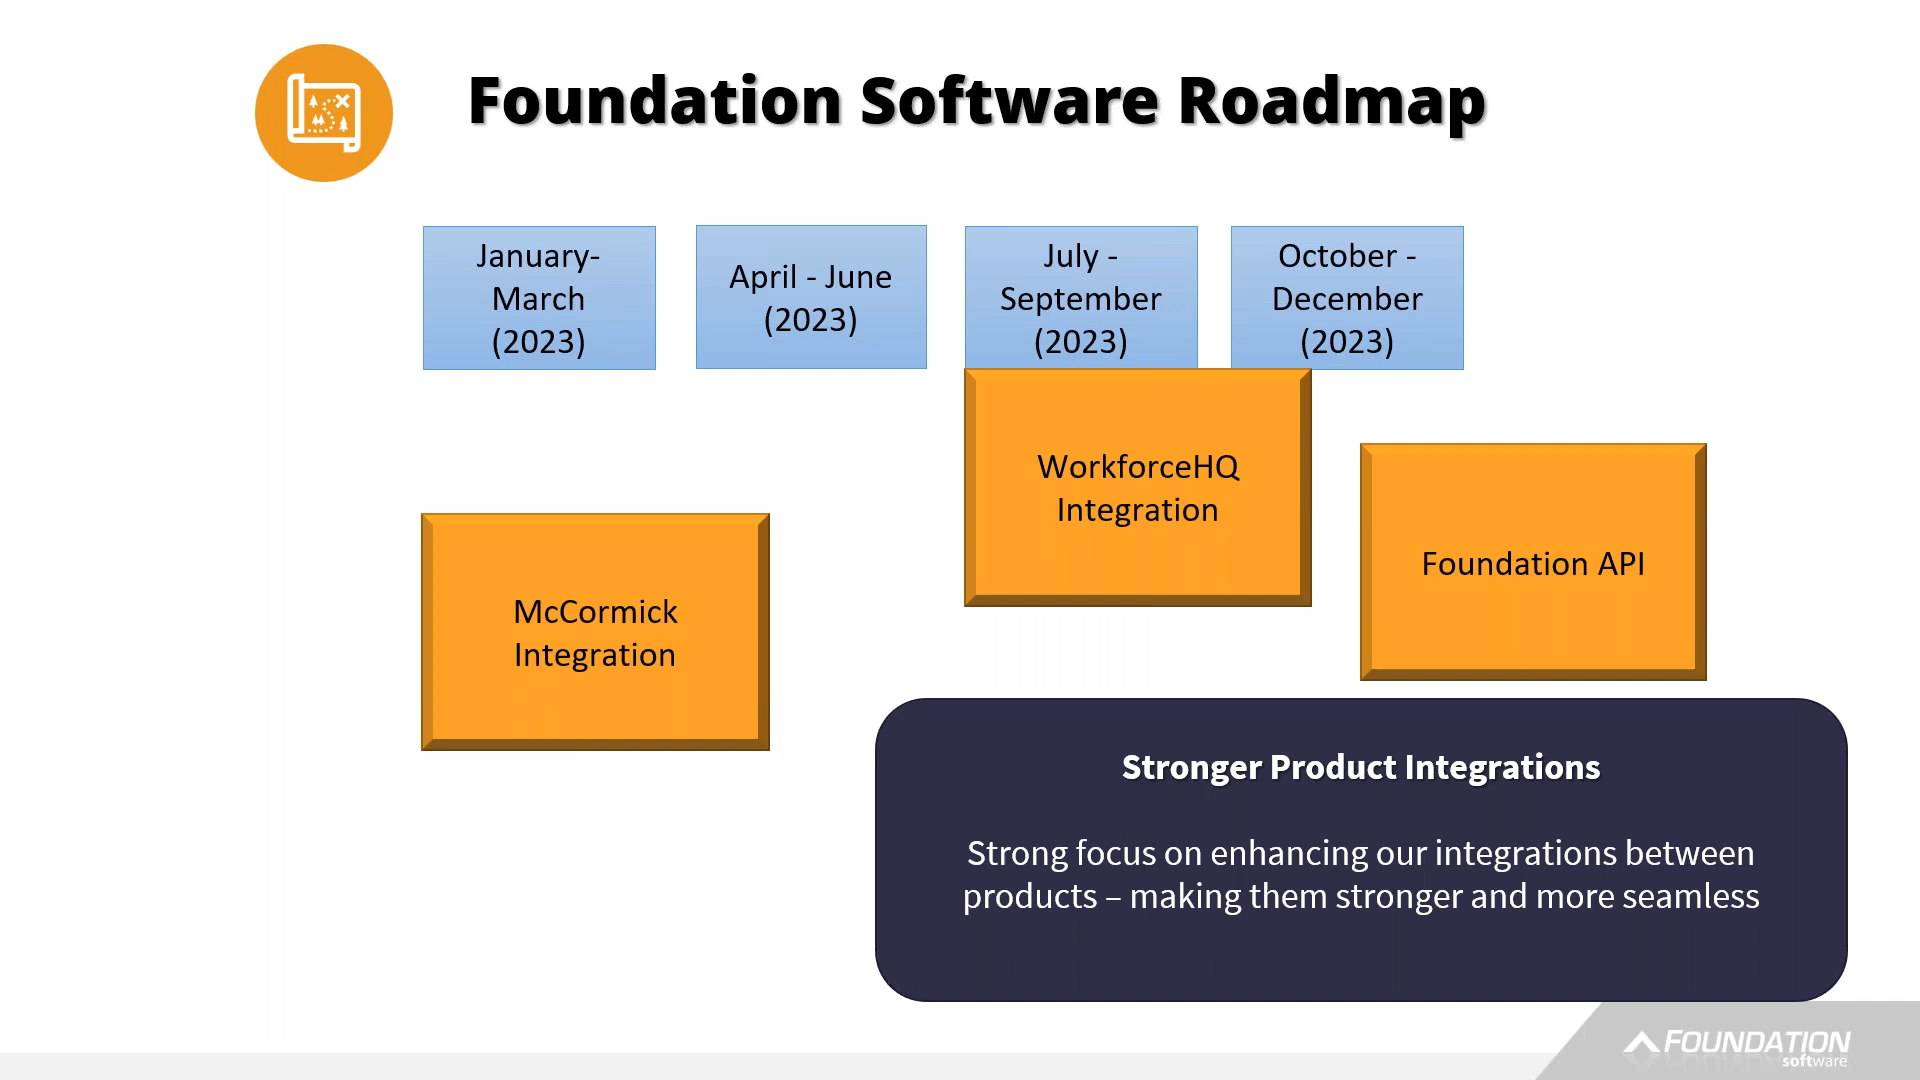 Foundation Software Roadmap
January-
March
(2023)
April - June
(2023)
July -
September
(2023)
October -
December
(2023)
WorkforceHQ
Integration
Foundation API
McCormick
Integration
Stronger Product Integrations
Strong focus on enhancing our integrations between
products – making them stronger and more seamless
FOUNDATION
software